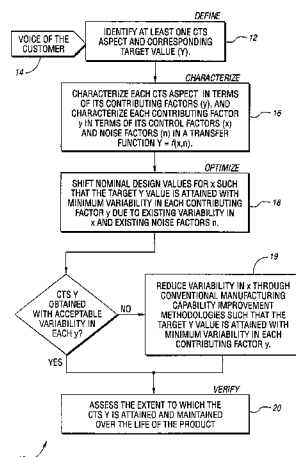 DEFINE
VOICE OF THE
CUSTOMER
IDENTIFY AT LEAST ONE CTS
ASPECT AND CORRESPONDING
TARGET VALUE (Y).
12
14
CHARACTERIZE
CHARACTERIZE EACH CTS ASPECT IN TERMS
OF ITS CONTRIBUTING FACTORS (y), AND
CHARACTERIZE EACH CONTRIBUTING FACTOR
y IN TERMS OF ITS CONTROL FACTORS (x)
AND NOISE FACTORS (n) IN A TRANSFER
FUNCTION Y = f(x,n).
16
OPTIMIZE
SHIFT NOMINAL DESIGN VALUES FOR x SUCH
THAT THE TARGET Y VALUE IS ATTAINED WITH
MINIMUM VARIABILITY IN EACH CONTRIBUTING
FACTOR y DUE TO EXISTING VARIABILITY IN
x AND EXISTING NOISE FACTORS n.
18
CTS Y
OBTAINED
WITH ACCEPTABLE
VARIABILITY IN
EACH y?
NO
YES
19
REDUCE VARIABILITY IN x THROUGH
CONVENTIONAL MANUFACTURING
CAPABILITY IMPROVEMENT
METHODOLOGIES SUCH THAT THE
TARGET Y VALUE IS ATTAINED WITH
MINIMUM VARIABILITY IN EACH
CONTRIBUTING FACTOR y.
VERIFY
ASSESS THE EXTENT TO WHICH THE
CTS Y IS ATTAINED AND MAINTAINED
OVER THE LIFE OF THE PRODUCT
20